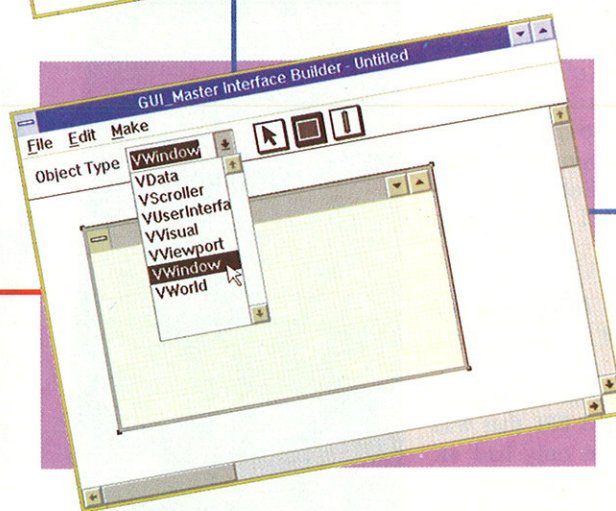 GUI_Master Interface Builder - Untitled
File Edit Make
Object Type VWindow
VData
VScroller
VUserInterfa
VVisual
VViewport
VWindow
VWorld